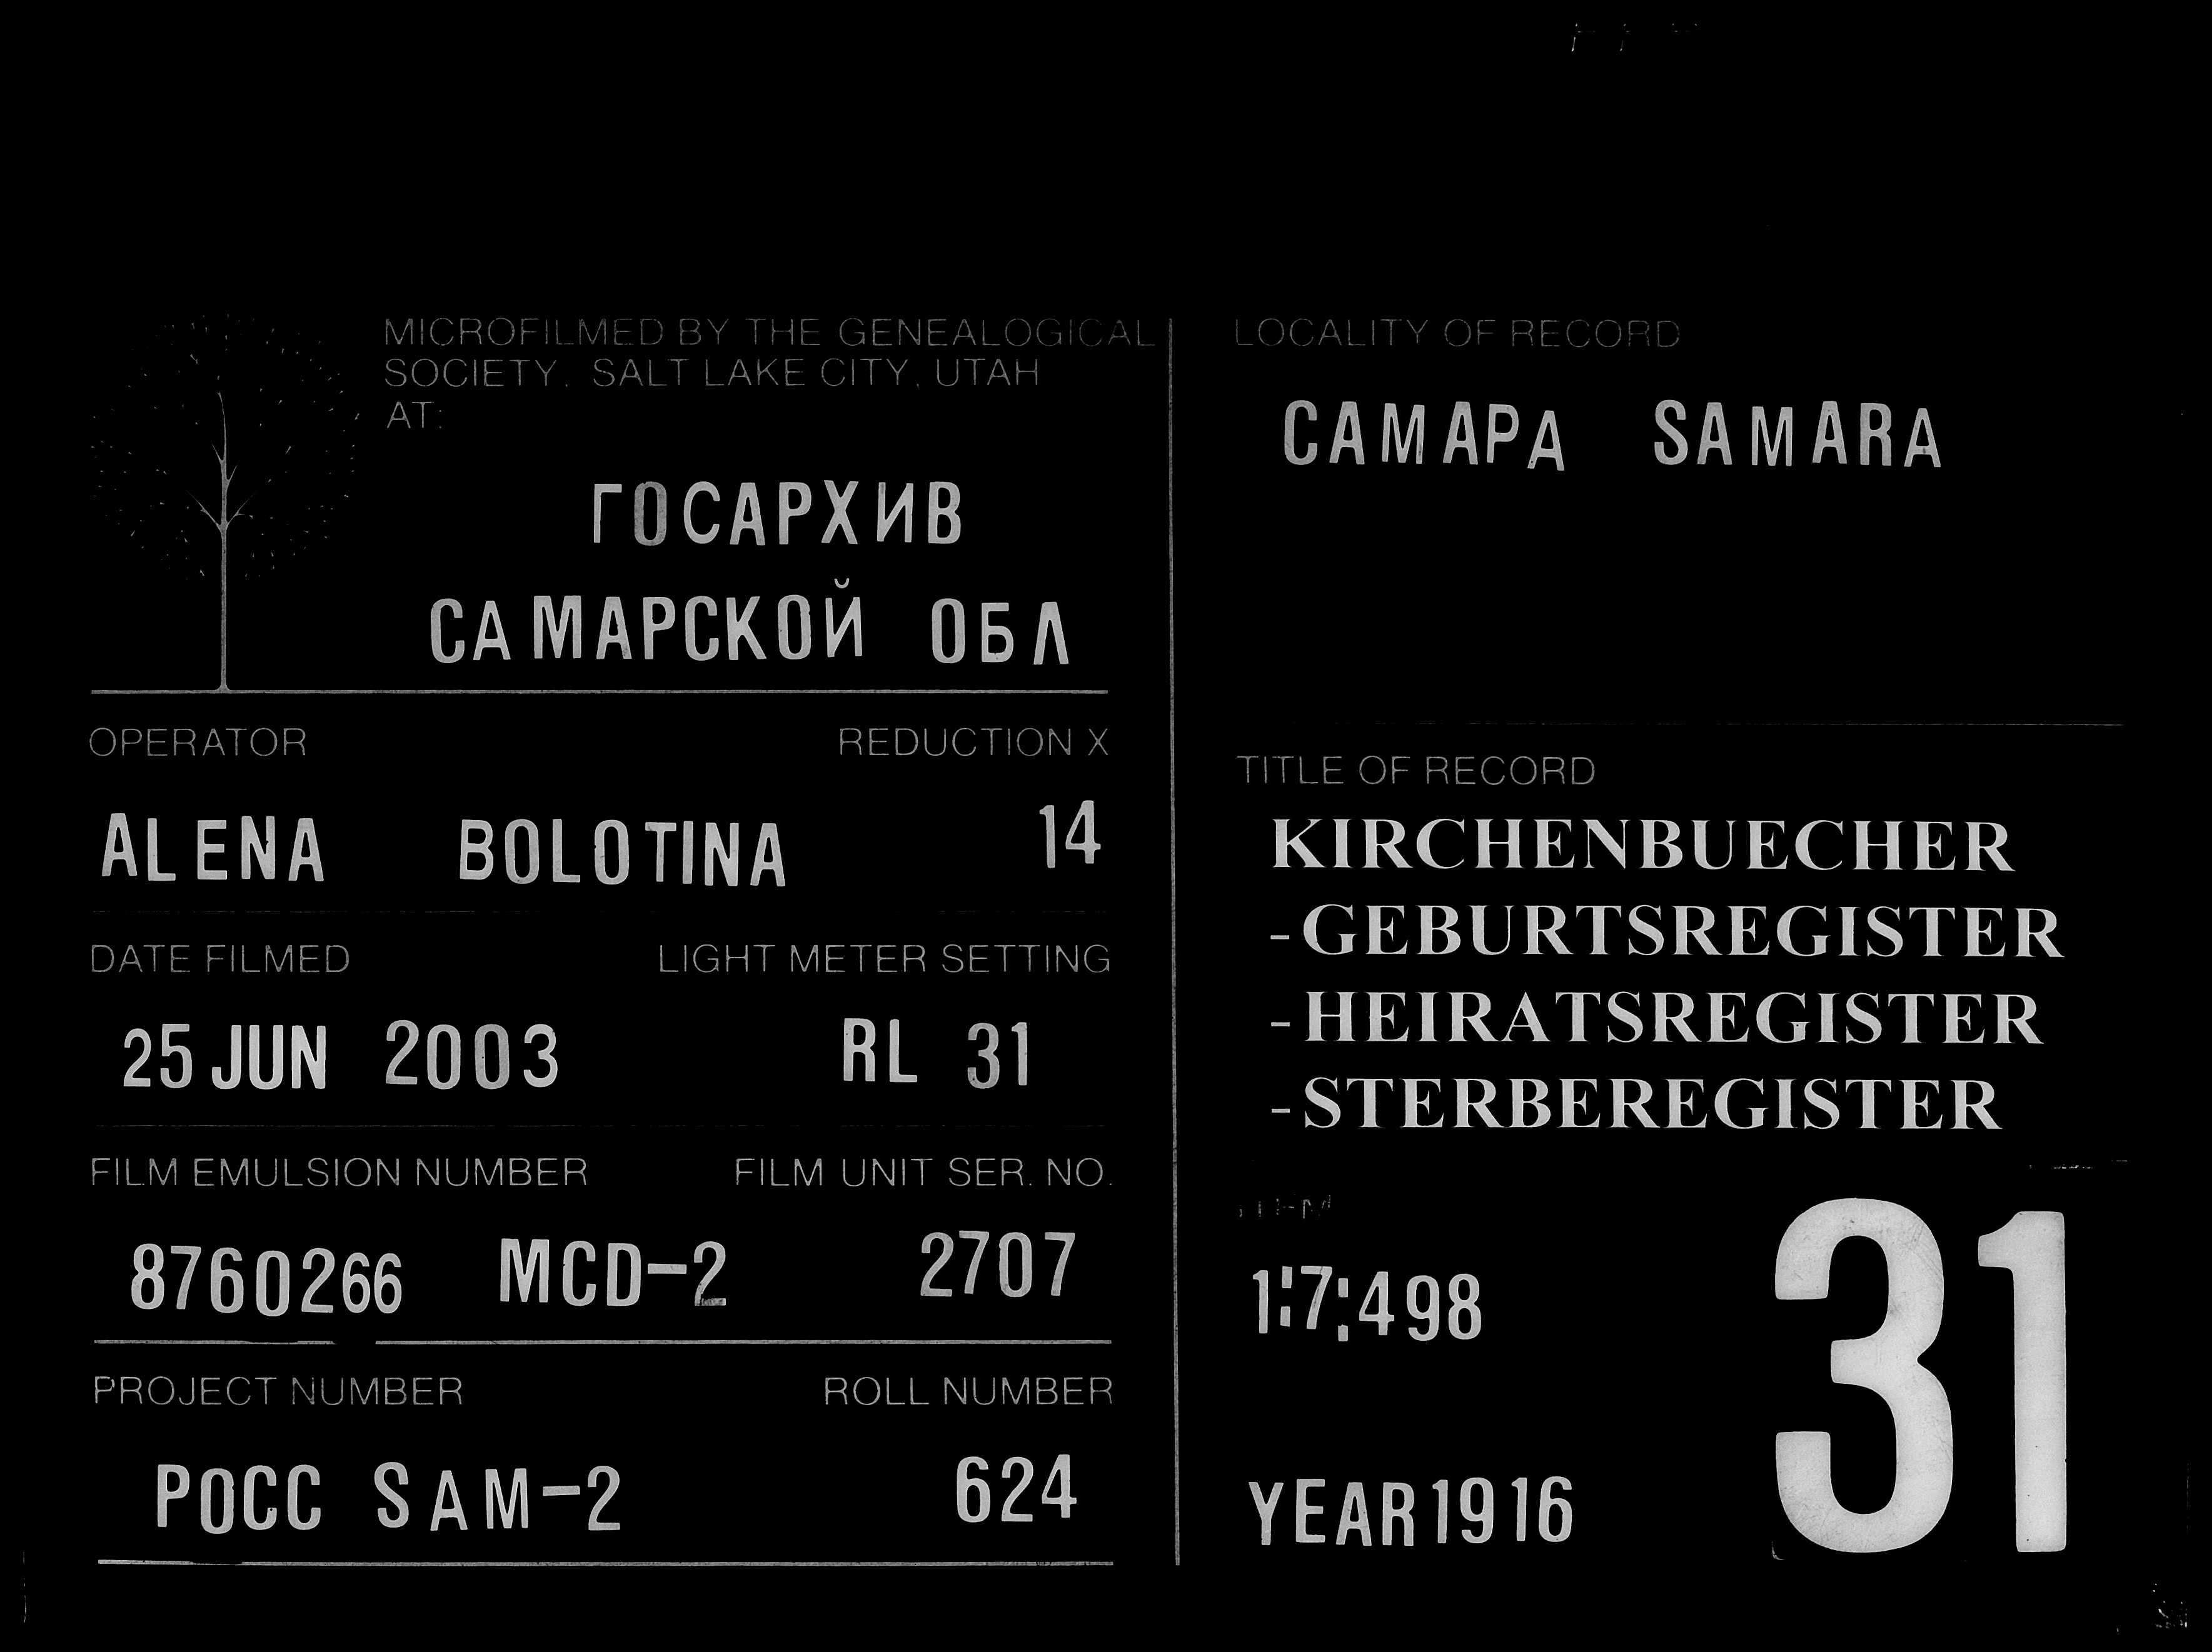 MICROFILMED BY THE GENEALOGICAL
SOCIETY, SALT LAKE CITY, UTAH
AT:
ГОСАРХИВ
САМАРСКОЙ ОБЛ
OPERATOR REDUCTION X
ALENA BOLOTINA 14
DATE FILMED LIGHT METER SETTING
25 JUN 2003 RL 31
FILM EMULSION NUMBER FILM UNIT SER. NO.
8760266 MCD-2 2707
PROJECT NUMBER ROLL NUMBER
РОСС SAM-2 624
LOCALITY OF RECORD
САМАРА SAMARA
TITLE OF RECORD
KIRCHENBUECHER
-GEBURTSREGISTER
-HEIRATSREGISTER
-STERBEREGISTER
1:7:498
31
YEAR 1916